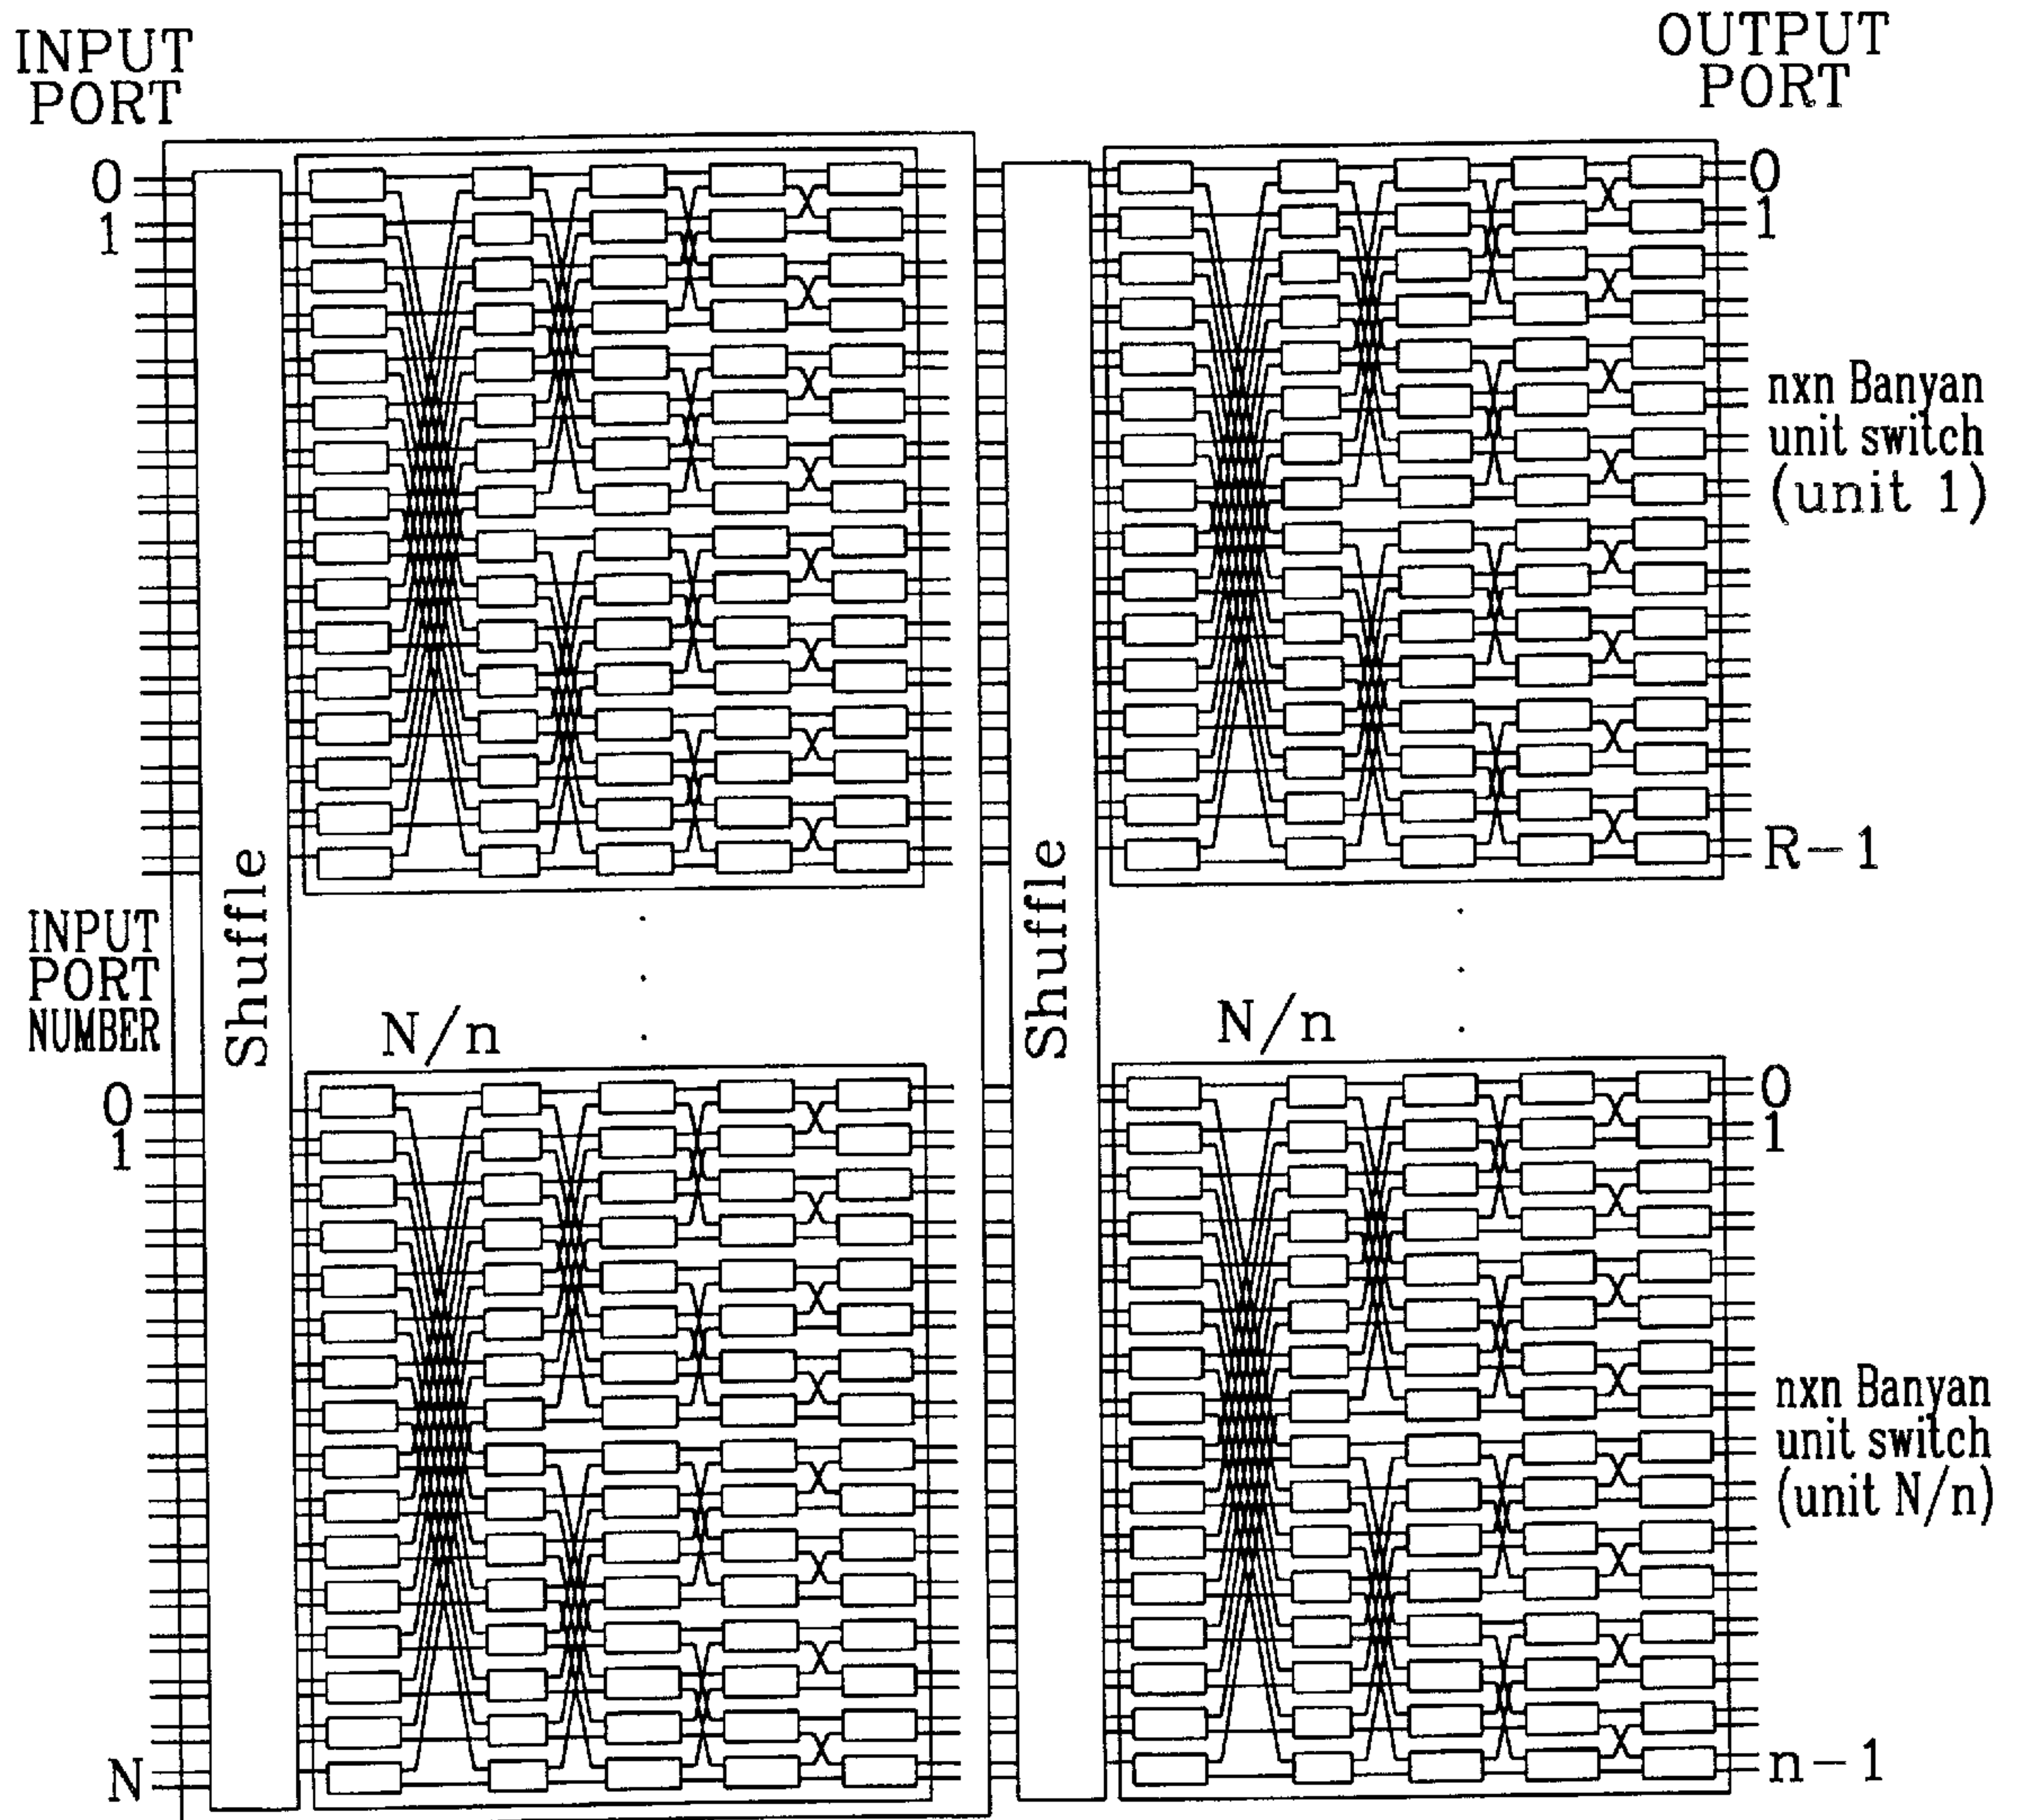 INPUT
PORT
OUTPUT
PORT
0
1
0
1
nxn Banyan
unit switch
(unit 1)
R-1
Shuffle
Shuffle
INPUT
PORT
NUMBER
N/n
N/n
0
1
0
1
nxn Banyan
unit switch
(unit N/n)
N
n-1